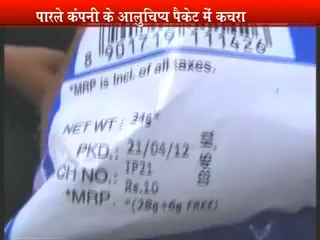 पारले कंपनी के आलुचिप्य पैकेट में कचरा
8 901719 111426
*MRP is Incl. of all taxes.
NET WT : 34g*
PKD.: 21/04/12
CH NO.: TP21
*MRP. Rs.10
*(28g+6g FREE)